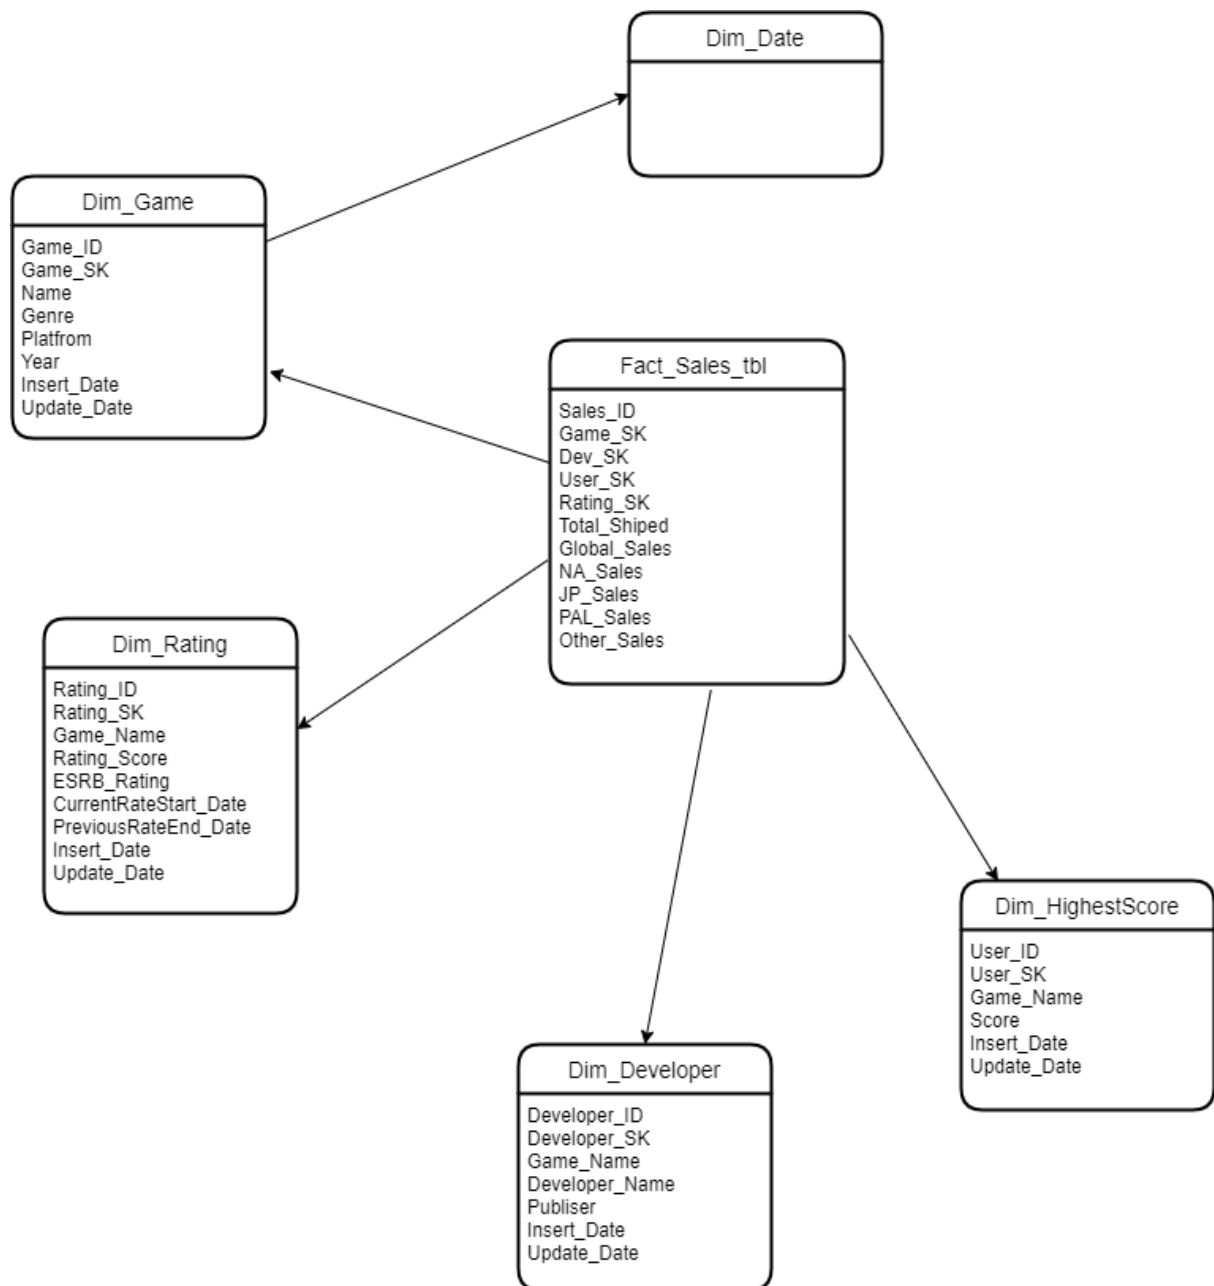 Dim_Date
Dim_Game
Game_ID
Game_SK
Name
Genre
Platfrom
Year
Insert_Date
Update_Date
Fact_Sales_tbl
Sales_ID
Game_SK
Dev_SK
User_SK
Rating_SK
Total_Shiped
Global_Sales
NA_Sales
JP_Sales
PAL_Sales
Other_Sales
Dim_Rating
Rating_ID
Rating_SK
Game_Name
Rating_Score
ESRB_Rating
CurrentRateStart_Date
PreviousRateEnd_Date
Insert_Date
Update_Date
Dim_HighestScore
User_ID
User_SK
Game_Name
Score
Insert_Date
Update_Date
Dim_Developer
Developer_ID
Developer_SK
Game_Name
Developer_Name
Publiser
Insert_Date
Update_Date